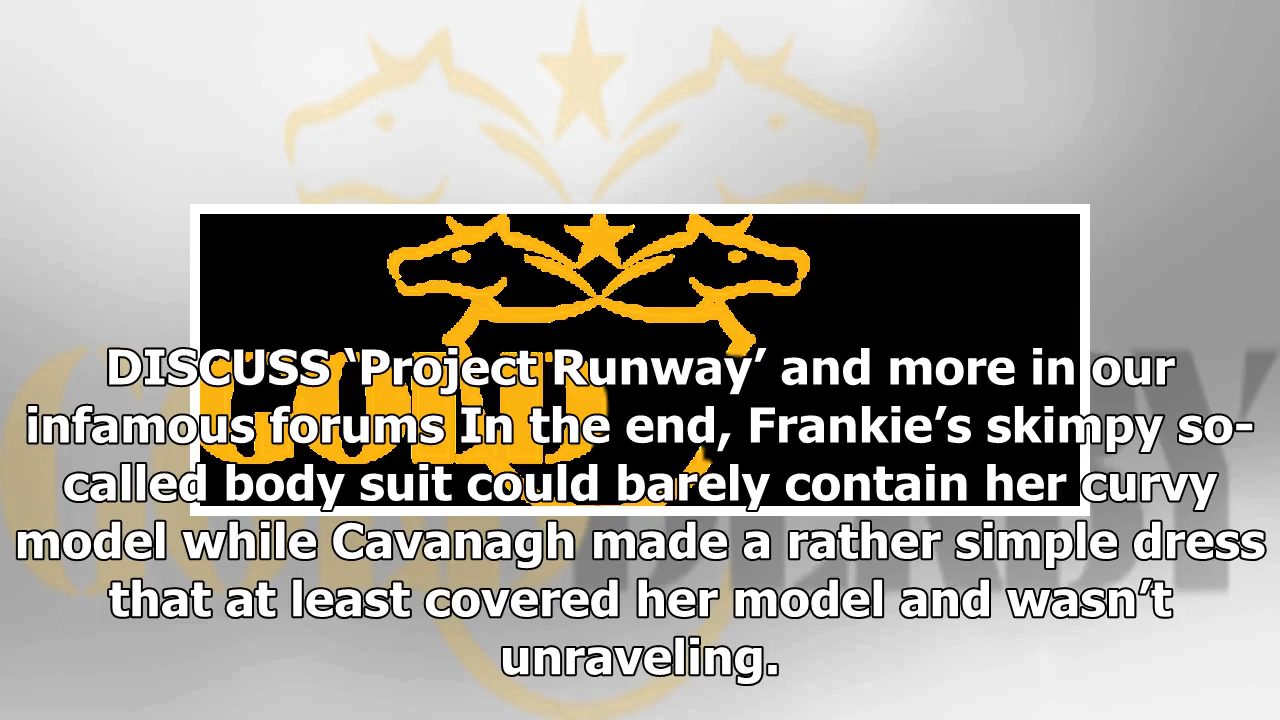 GOLD
DISCUSS ‘Project Runway’ and more in our
infamous forums In the end, Frankie’s skimpy so-
called body suit could barely contain her curvy
model while Cavanagh made a rather simple dress
that at least covered her model and wasn’t
unraveling.